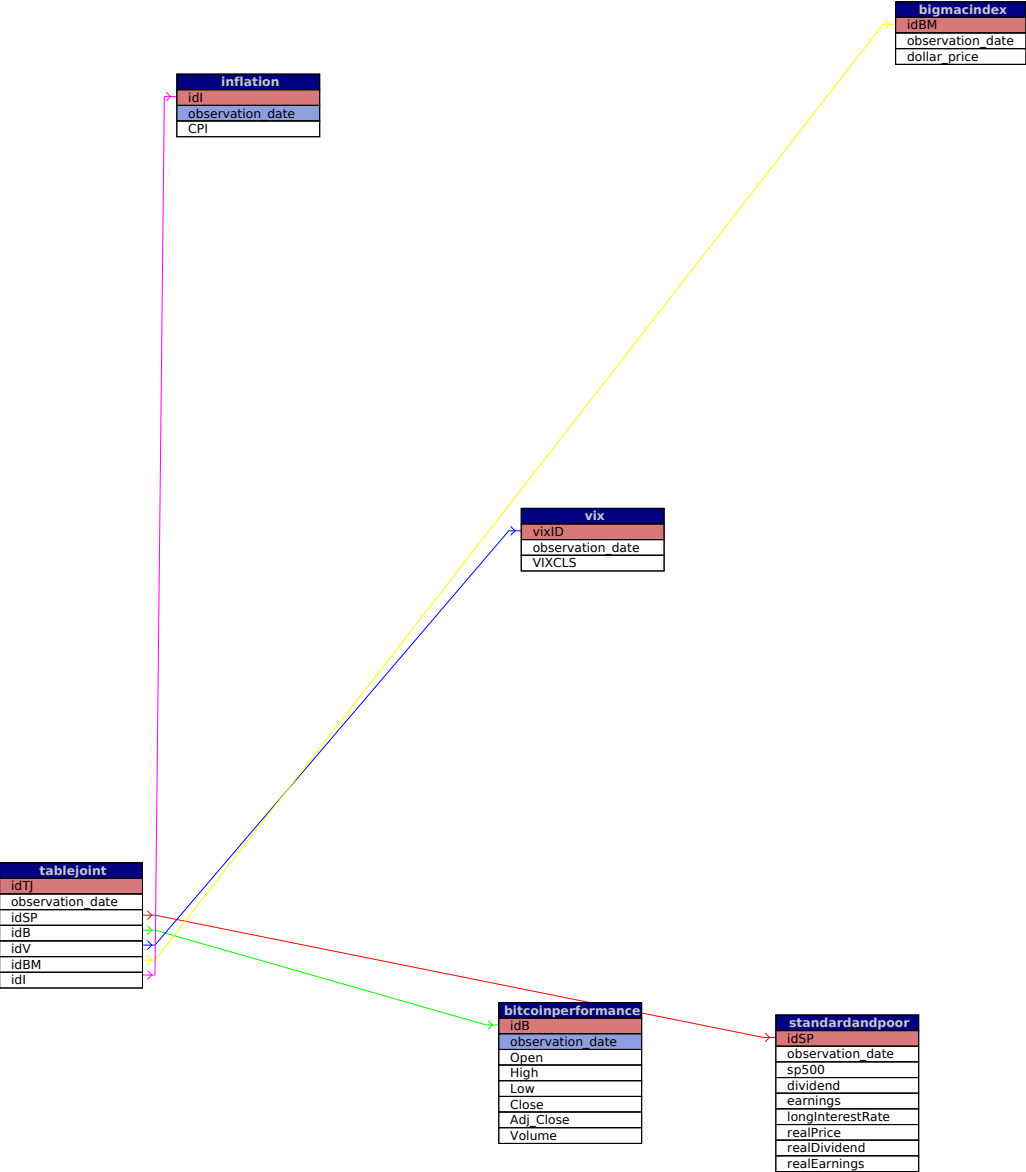 bigmacindex
idBM
observation_date
dollar_price
inflation
idI
observation_date
CPI
vix
vixID
observation_date
VIXCLS
tablejoint
idTJ
observation_date
idSP
idB
idV
idBM
idI
bitcoinperformance
idB
observation_date
Open
High
Low
Close
Adj_Close
Volume
standardandpoor
idSP
observation_date
sp500
dividend
earnings
longInterestRate
realPrice
realDividend
realEarnings